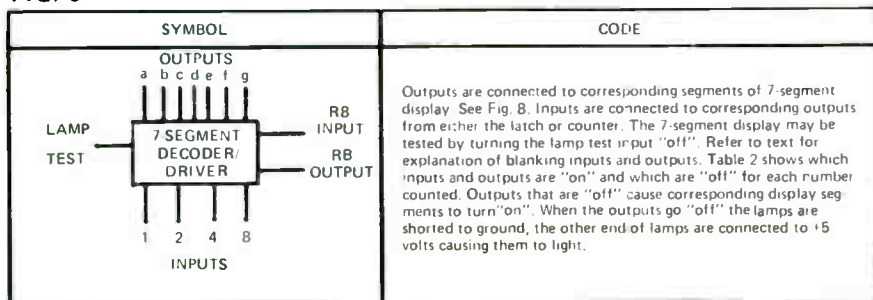 SYMBOL
CODE
OUTPUTS
a b c d e f g
LAMP
TEST
7-SEGMENT
DECODER/
DRIVER
RB
INPUT
RB
OUTPUT
1 2 4 8
INPUTS
Outputs are connected to corresponding segments of 7-segment
display. See Fig. 8. Inputs are connected to corresponding outputs
from either the latch or counter. The 7-segment display may be
tested by turning the lamp test input "off". Refer to text for
explanation of blanking inputs and outputs. Table 2 shows which
inputs and outputs are "on" and which are "off" for each number
counted. Outputs that are "off" cause corresponding display seg-
ments to turn"on". When the outputs go "off" the lamps are
shorted to ground, the other end of lamps are connected to +5
volts causing them to light.